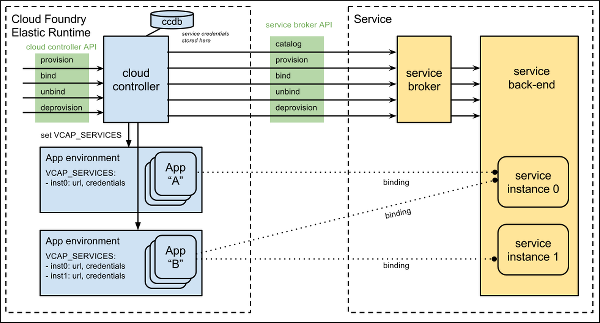 Cloud Foundry
Elastic Runtime
ccdb
service credentials
stored here
cloud controller API
provision
bind
unbind
deprovision
cloud
controller
service broker API
catalog
provision
bind
unbind
deprovision
Service
service
broker
service
back-end
set VCAP_SERVICES
App environment
VCAP_SERVICES:
- inst0: url, credentials
App
“A”
binding
service
instance 0
binding
App environment
VCAP_SERVICES:
- inst0: url, credentials
- inst1: url, credentials
App
“B”
binding
service
instance 1